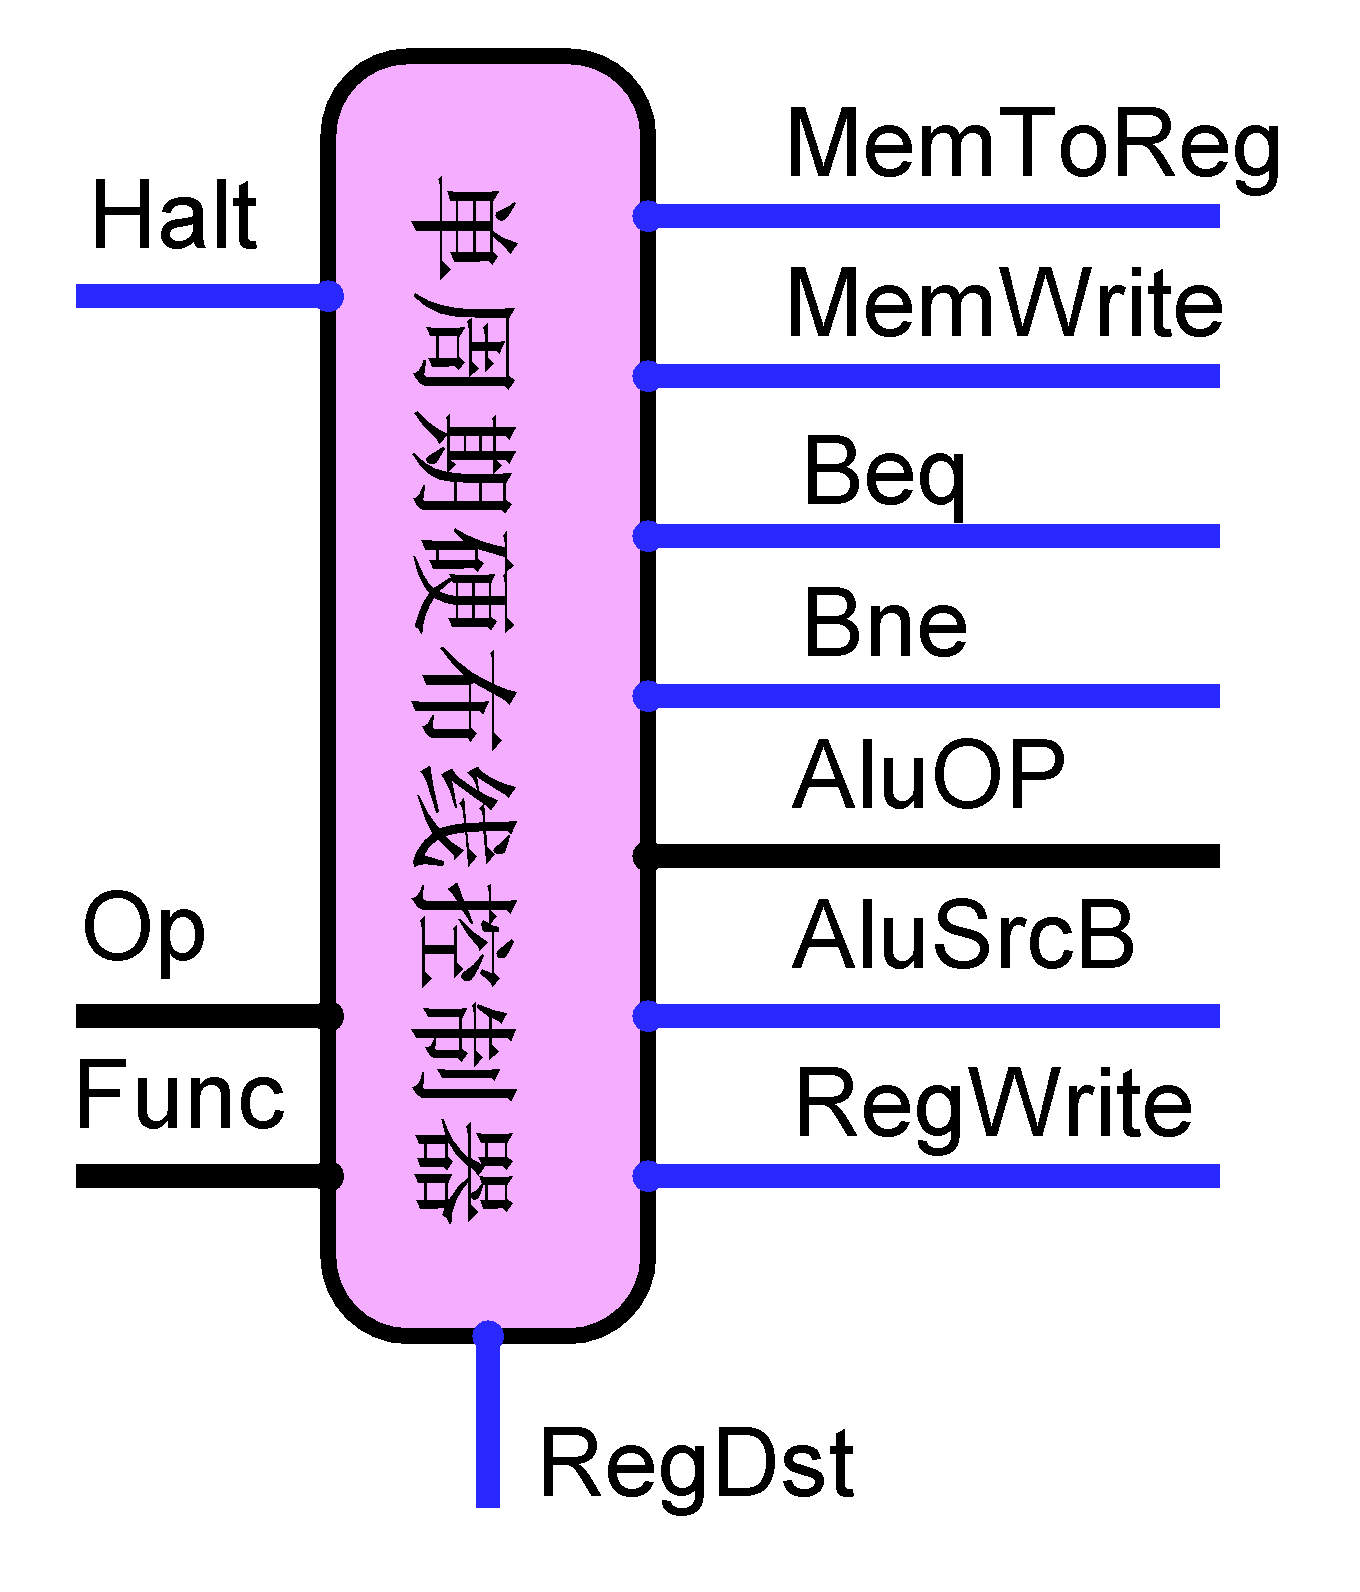 Halt
Op
Func
单周期硬布线控制器
MemToReg
MemWrite
Beq
Bne
AluOP
AluSrcB
RegWrite
RegDst